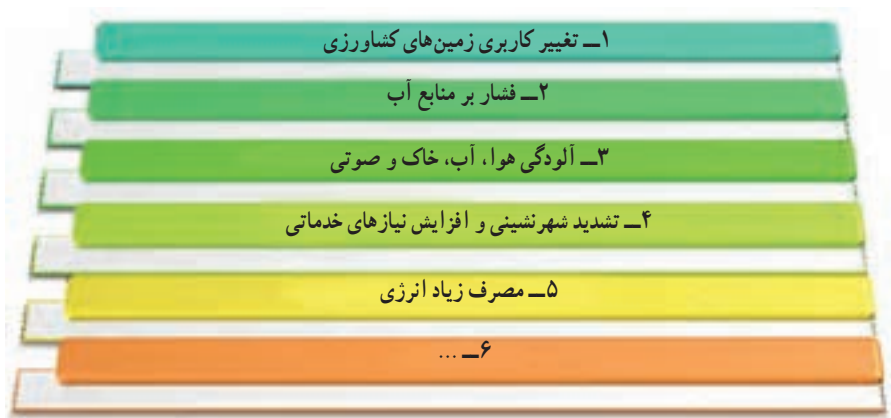 ۱ــ تغییر کاربری زمین‌های کشاورزی
۲ــ فشار بر منابع آب
۳ــ آلودگی هوا، آب، خاک و صوتی
۴ــ تشدید شهرنشینی و افزایش نیازهای خدماتی
۵ــ مصرف زیاد انرژی
۶ــ ...